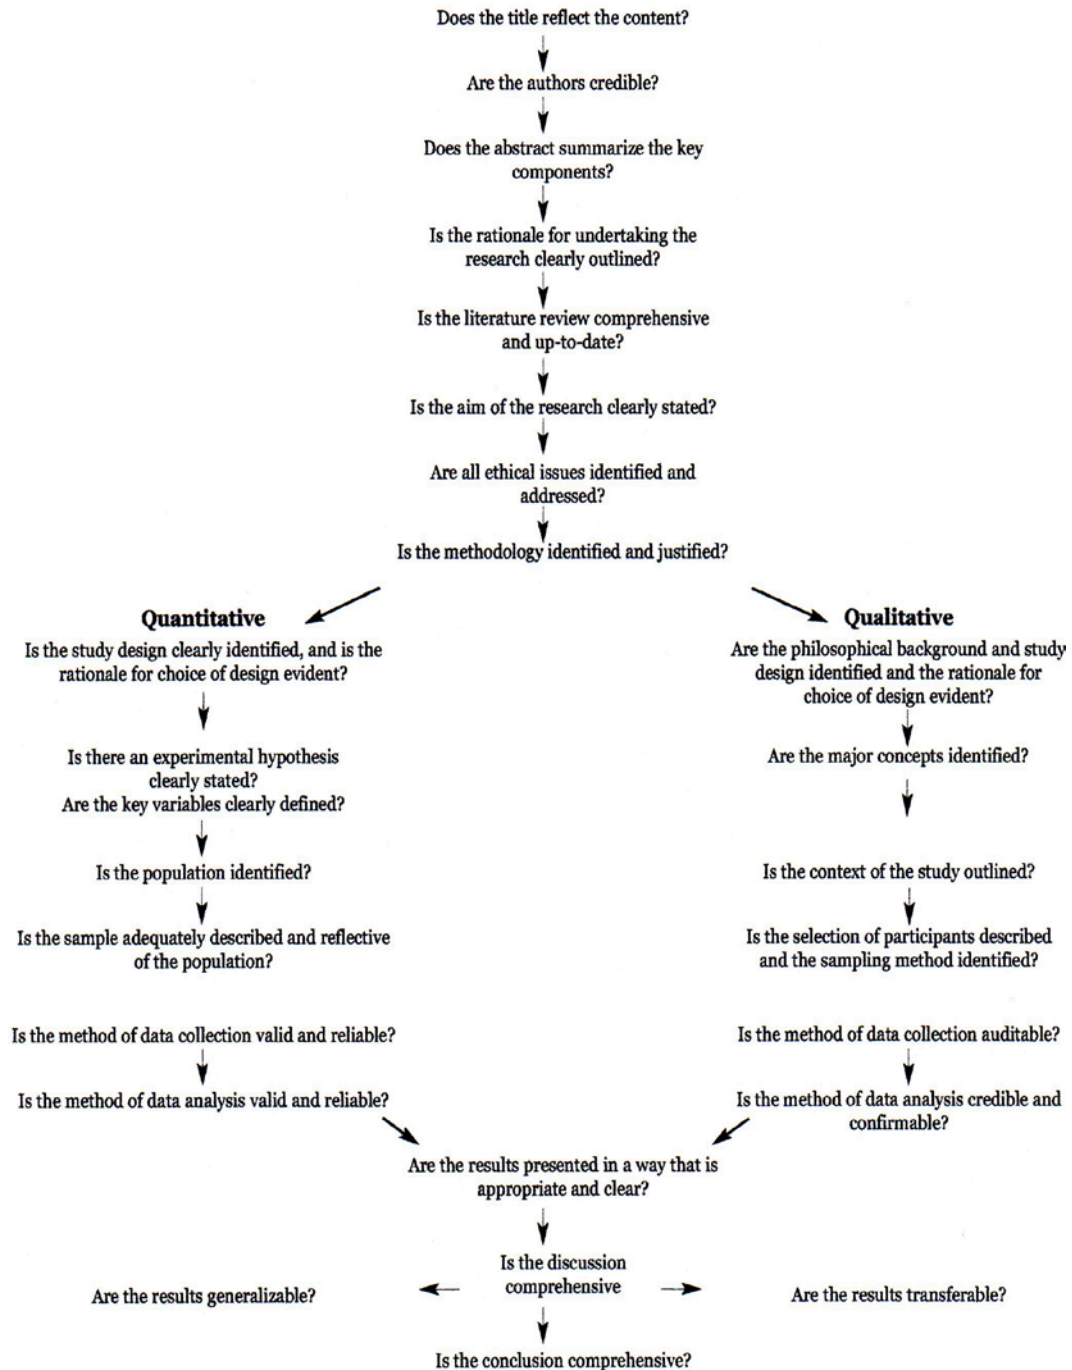 Does the title reflect the content?
Are the authors credible?
Does the abstract summarize the key
components?
Is the rationale for undertaking the
research clearly outlined?
Is the literature review comprehensive
and up-to-date?
Is the aim of the research clearly stated?
Are all ethical issues identified and
addressed?
Is the methodology identified and justified?
Quantitative
Is the study design clearly identified, and is the
rationale for choice of design evident?
Is there an experimental hypothesis
clearly stated?
Are the key variables clearly defined?
Is the population identified?
Is the sample adequately described and reflective
of the population?
Is the method of data collection valid and reliable?
Is the method of data analysis valid and reliable?
Qualitative
Are the philosophical background and study
design identified and the rationale for
choice of design evident?
Are the major concepts identified?
Is the context of the study outlined?
Is the selection of participants described
and the sampling method identified?
Is the method of data collection auditable?
Is the method of data analysis credible and
confirmable?
Are the results presented in a way that is
appropriate and clear?
Is the discussion
comprehensive
Are the results generalizable?
Are the results transferable?
Is the conclusion comprehensive?